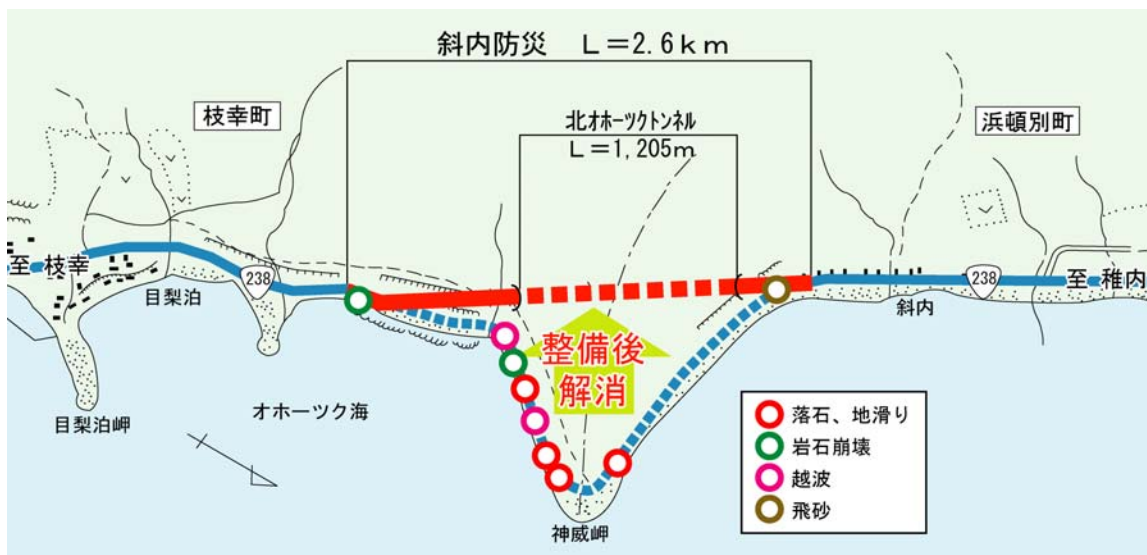 斜内防災 L=2.6km
枝幸町
北オホーツクトンネル
L=1,205m
浜頓別町
至 枝幸
目梨泊
238
238
斜内
至 稚内
整備後
解消
目梨泊岬
オホーツク海
神威岬
落石、地滑り
岩石崩壊
越波
飛砂